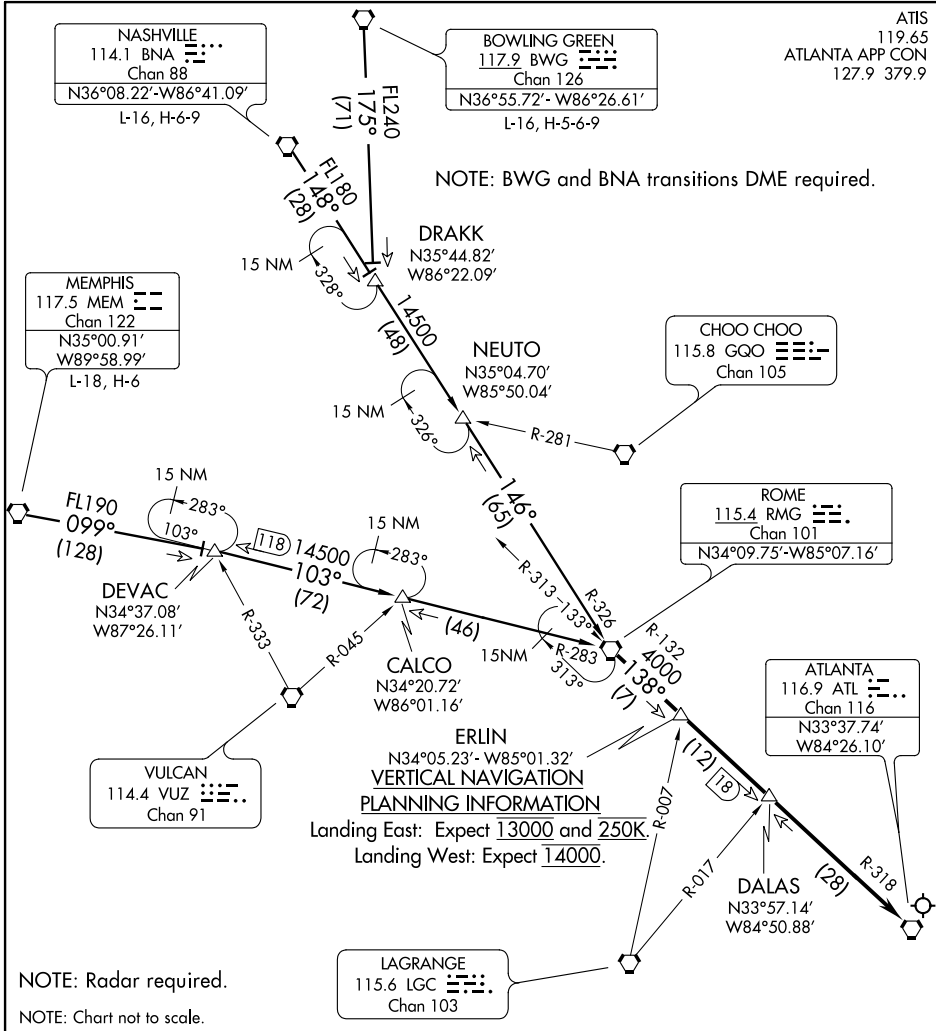 ATIS
119.65
ATLANTA APP CON
127.9 379.9
NASHVILLE
114.1 BNA
Chan 88
N36°08.22'-W86°41.09'
L-16, H-6-9
BOWLING GREEN
117.9 BWG
Chan 126
N36°55.72'- W86°26.61'
L-16, H-5-6-9
FL240
175°
(71)
FL180
148°
(28)
NOTE: BWG and BNA transitions DME required.
DRAKK
N35°44.82'
W86°22.09'
15 NM
328°
14500
(48)
MEMPHIS
117.5 MEM
Chan 122
N35°00.91'
W89°58.99'
L-18, H-6
NEUTO
N35°04.70'
W85°50.04'
15 NM
326°
R-281
CHOO CHOO
115.8 GQO
Chan 105
146°
(65)
R-326
ROME
115.4 RMG
Chan 101
N34°09.75'-W85°07.16'
FL190
099°
(128)
15 NM
283°
103°
118
14500
103°
(72)
15 NM
283°
DEVAC
N34°37.08'
W87°26.11'
R-333
R-045
CALCO
N34°20.72'
W86°01.16'
(46)
R-313
133°
15NM
R-283
313°
R-132
4000
138°
(7)
VULCAN
114.4 VUZ
Chan 91
ATLANTA
116.9 ATL
Chan 116
N33°37.74'
W84°26.10'
ERLIN
N34°05.23'- W85°01.32'
VERTICAL NAVIGATION
PLANNING INFORMATION
Landing East: Expect 13000 and 250K.
Landing West: Expect 14000.
(12)
18
R-007
R-017
DALAS
N33°57.14'
W84°50.88'
(28)
R-318
LAGRANGE
115.6 LGC
Chan 103
NOTE: Radar required.
NOTE: Chart not to scale.